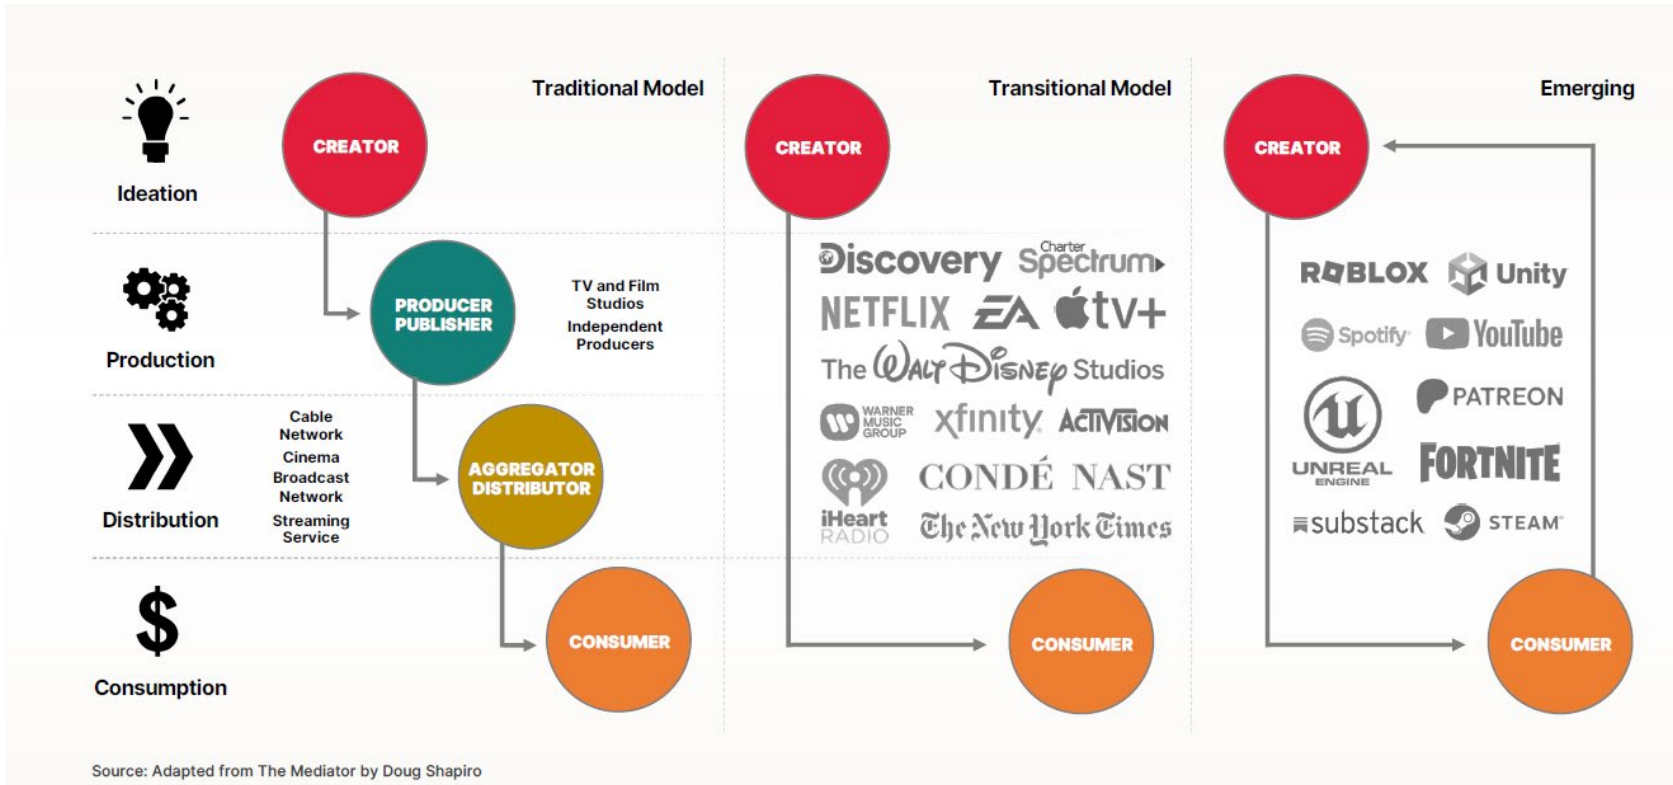 Traditional Model
Transitional Model
Emerging
CREATOR
CREATOR
CREATOR
Ideation
PRODUCER
PUBLISHER
TV and Film
Studios
Independent
Producers
Production
Discovery
Charter
Spectrum
NETFLIX
EA
tv+
The WALT DISNEY Studios
WARNER
MUSIC
GROUP
xfinity
ACTIVISION
iHeart
RADIO
CONDÉ NAST
The New York Times
ROBLOX
Unity
Spotify
YouTube
UNREAL
ENGINE
PATREON
FORTNITE
substack
STEAM
Cable
Network
Cinema
Broadcast
Network
Streaming
Service
AGGREGATOR
DISTRIBUTOR
Distribution
CONSUMER
CONSUMER
CONSUMER
Consumption
Source: Adapted from The Mediator by Doug Shapiro